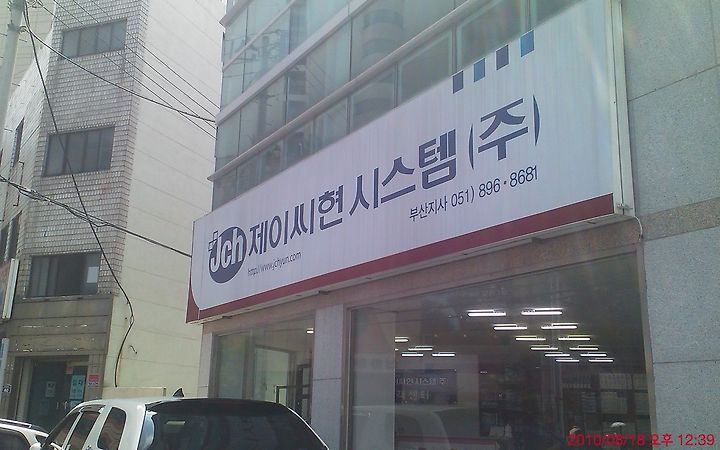 jch 제이씨현시스템(주)
http://www.jchyun.com
부산지사 051) 896·8681
2010/08/18 오후 12:39